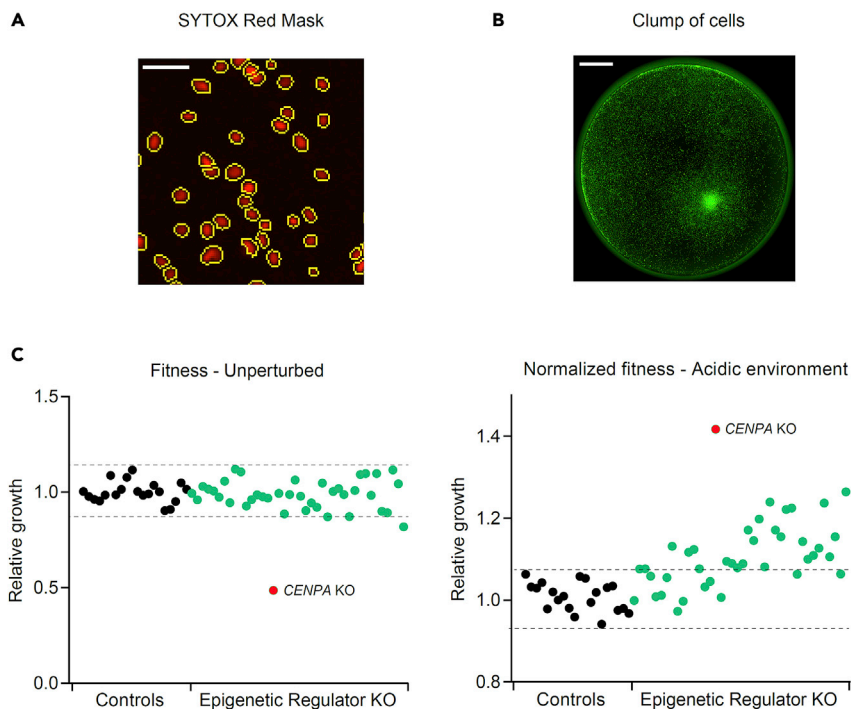 A
SYTOX Red Mask
B
Clump of cells
C
Fitness - Unperturbed
1.5
1.0
0.5
0.0
Relative growth
CENPA KO
Controls
Epigenetic Regulator KO
Normalized fitness - Acidic environment
1.4
1.2
1.0
0.8
Relative growth
CENPA KO
Controls
Epigenetic Regulator KO